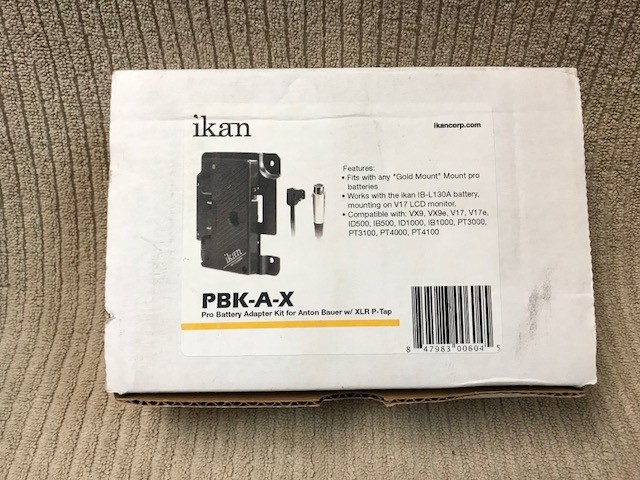 ikan
ikancorp.com
Features:
• Fits with any "Gold Mount" Mount pro
batteries
• Works with the ikan IB-L130A battery,
mounting on V17 LCD monitor.
• Compatible with: VX9, VX9e, V17, V17e,
ID500, IB500, ID1000, IB1000, PT3000,
PT3100, PT4000, PT4100
ikan
PBK-A-X
Pro Battery Adapter Kit for Anton Bauer w/ XLR P-Tap
8 47983 00604 5